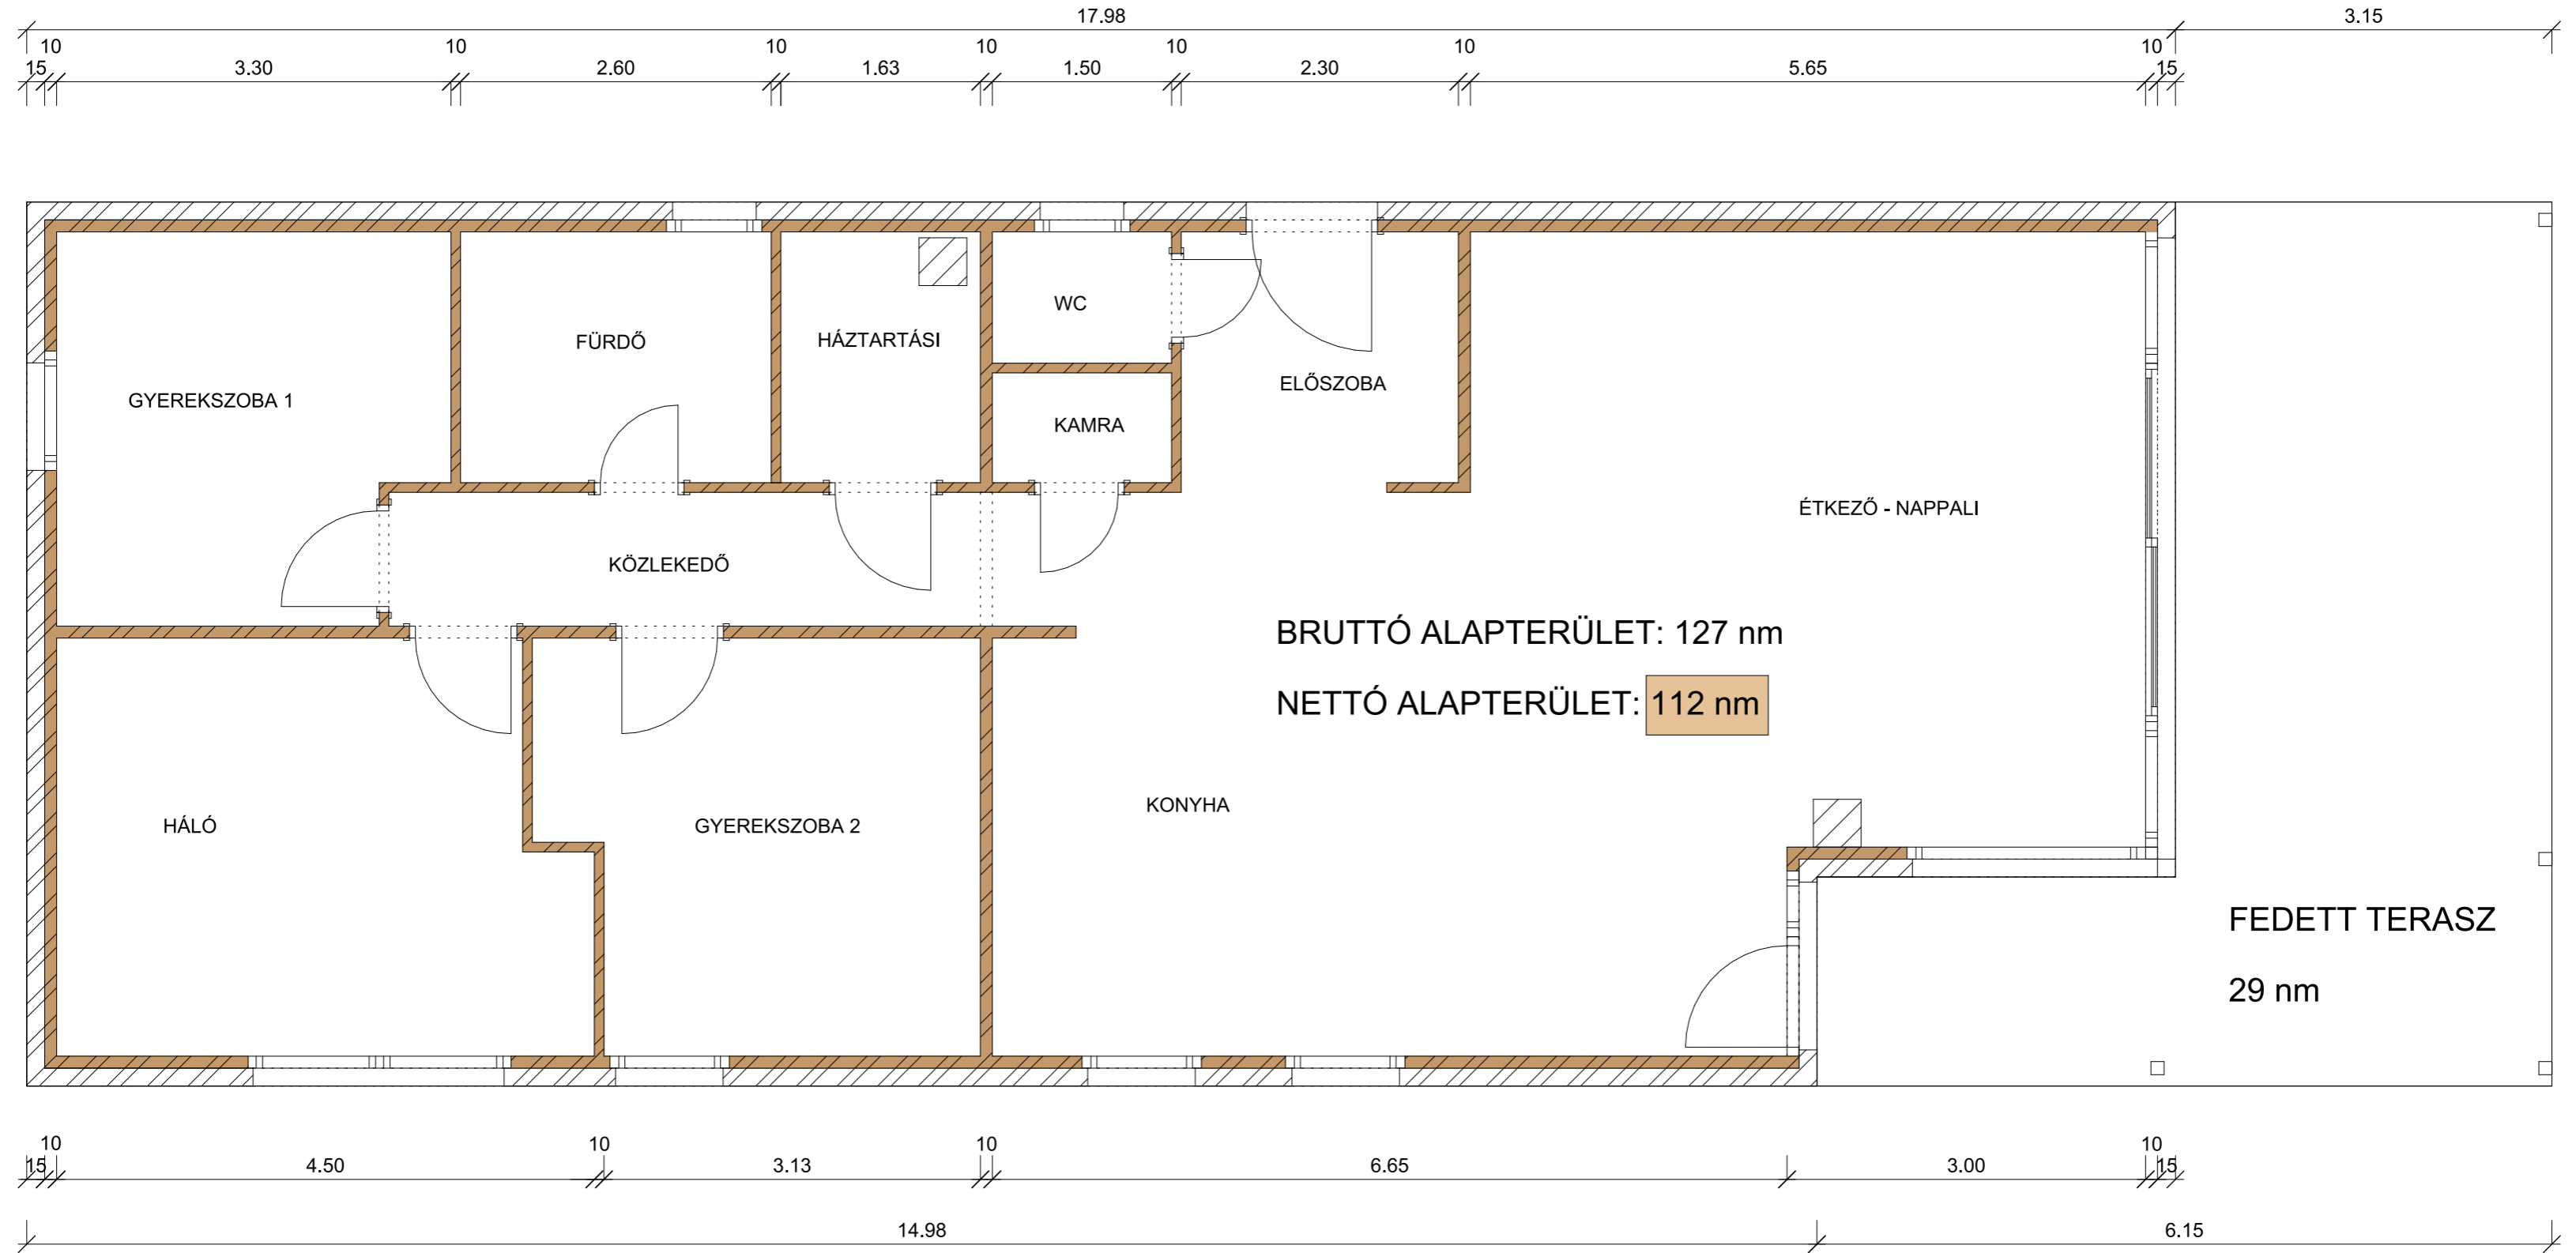 17.98 3.15
10 10 10 10 10 10 10
15 3.30 2.60 1.63 1.50 2.30 5.65 15
WC
FÜRDŐ HÁZTARTÁSI
ELŐSZOBA
GYEREKSZOBA 1
KAMRA
ÉTKEZŐ - NAPPALI
KÖZLEKEDŐ
BRUTTÓ ALAPTERÜLET: 127 nm
NETTÓ ALAPTERÜLET: 112 nm
KONYHA
HÁLÓ GYEREKSZOBA 2
FEDETT TERASZ
29 nm
10 10 10 10
15 4.50 3.13 6.65 3.00 15
14.98 6.15